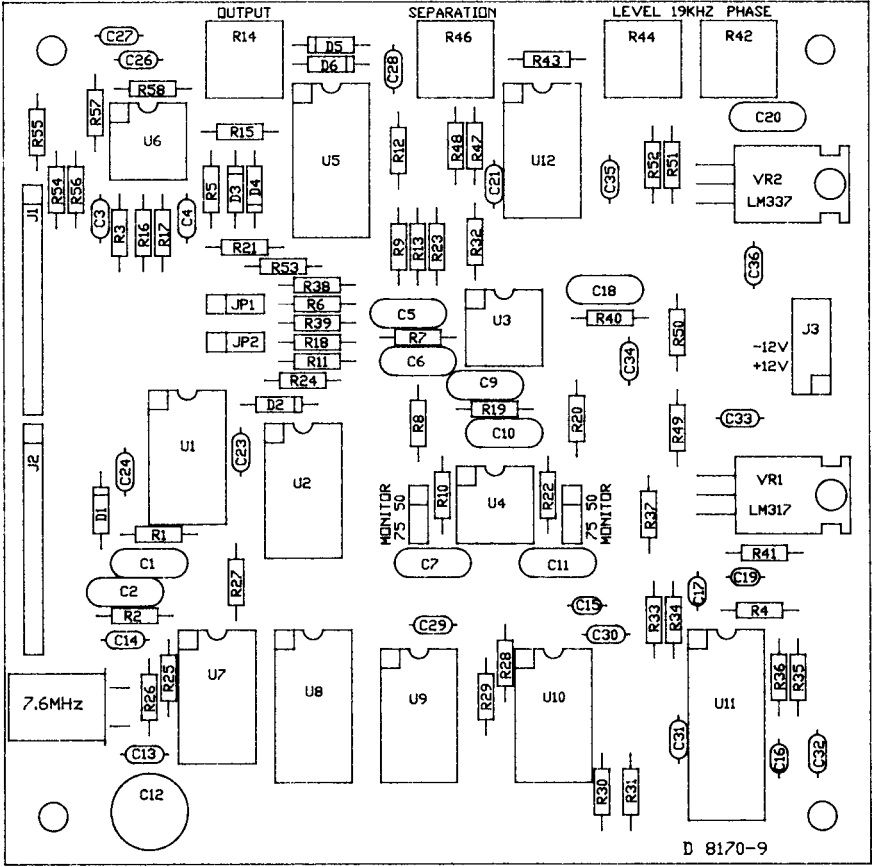 OUTPUT
SEPARATION
LEVEL 19KHZ PHASE
C27
R14
D5
R46
R44
R42
C26
D6
C28
R43
R58
R57
C20
R55
U6
R15
U5
R12
R48
R47
U12
R52
R51
VR2
LM337
C21
C35
R54
R56
R5
D3
D4
J1
C3
R3
R16
R17
C4
R9
R13
R23
R32
R21
R53
C36
R38
C18
JP1
R6
C5
U3
R40
R50
J3
R39
R7
JP2
R18
-12V
R11
C6
C34
+12V
R24
C9
D2
R19
R20
R8
C33
R49
C10
U1
C23
J2
C24
U2
VR1
LM317
D1
MONITOR
75 50
R10
U4
R22
75 50
MONITOR
R37
R1
R41
C1
C7
C11
R27
C19
C2
C17
R2
C15
R33
R34
R4
C14
C29
C30
R25
U7
U8
U9
R28
U10
R29
U11
R36
R35
7.6MHz
R26
C31
C13
C16
C32
C12
R30
R31
D 8170-9